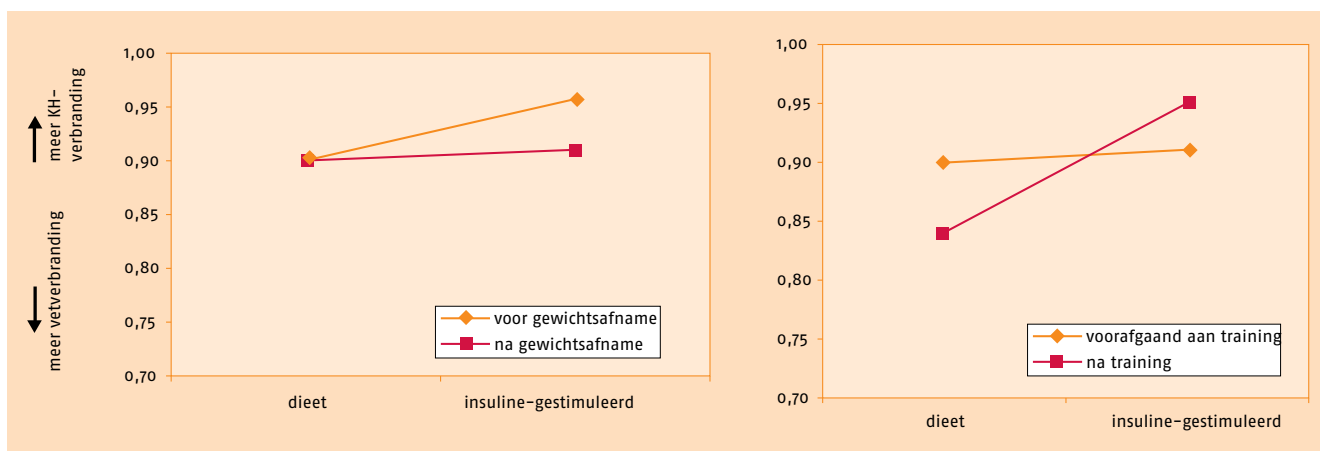 meer KH-
verbranding
meer vetverbranding
1,00
0,95
0,90
0,85
0,80
0,75
0,70
voor gewichtsafname
na gewichtsafname
dieet
insuline-gestimuleerd
1,00
0,95
0,90
0,85
0,80
0,75
0,70
voorafgaand aan training
na training
dieet
insuline-gestimuleerd